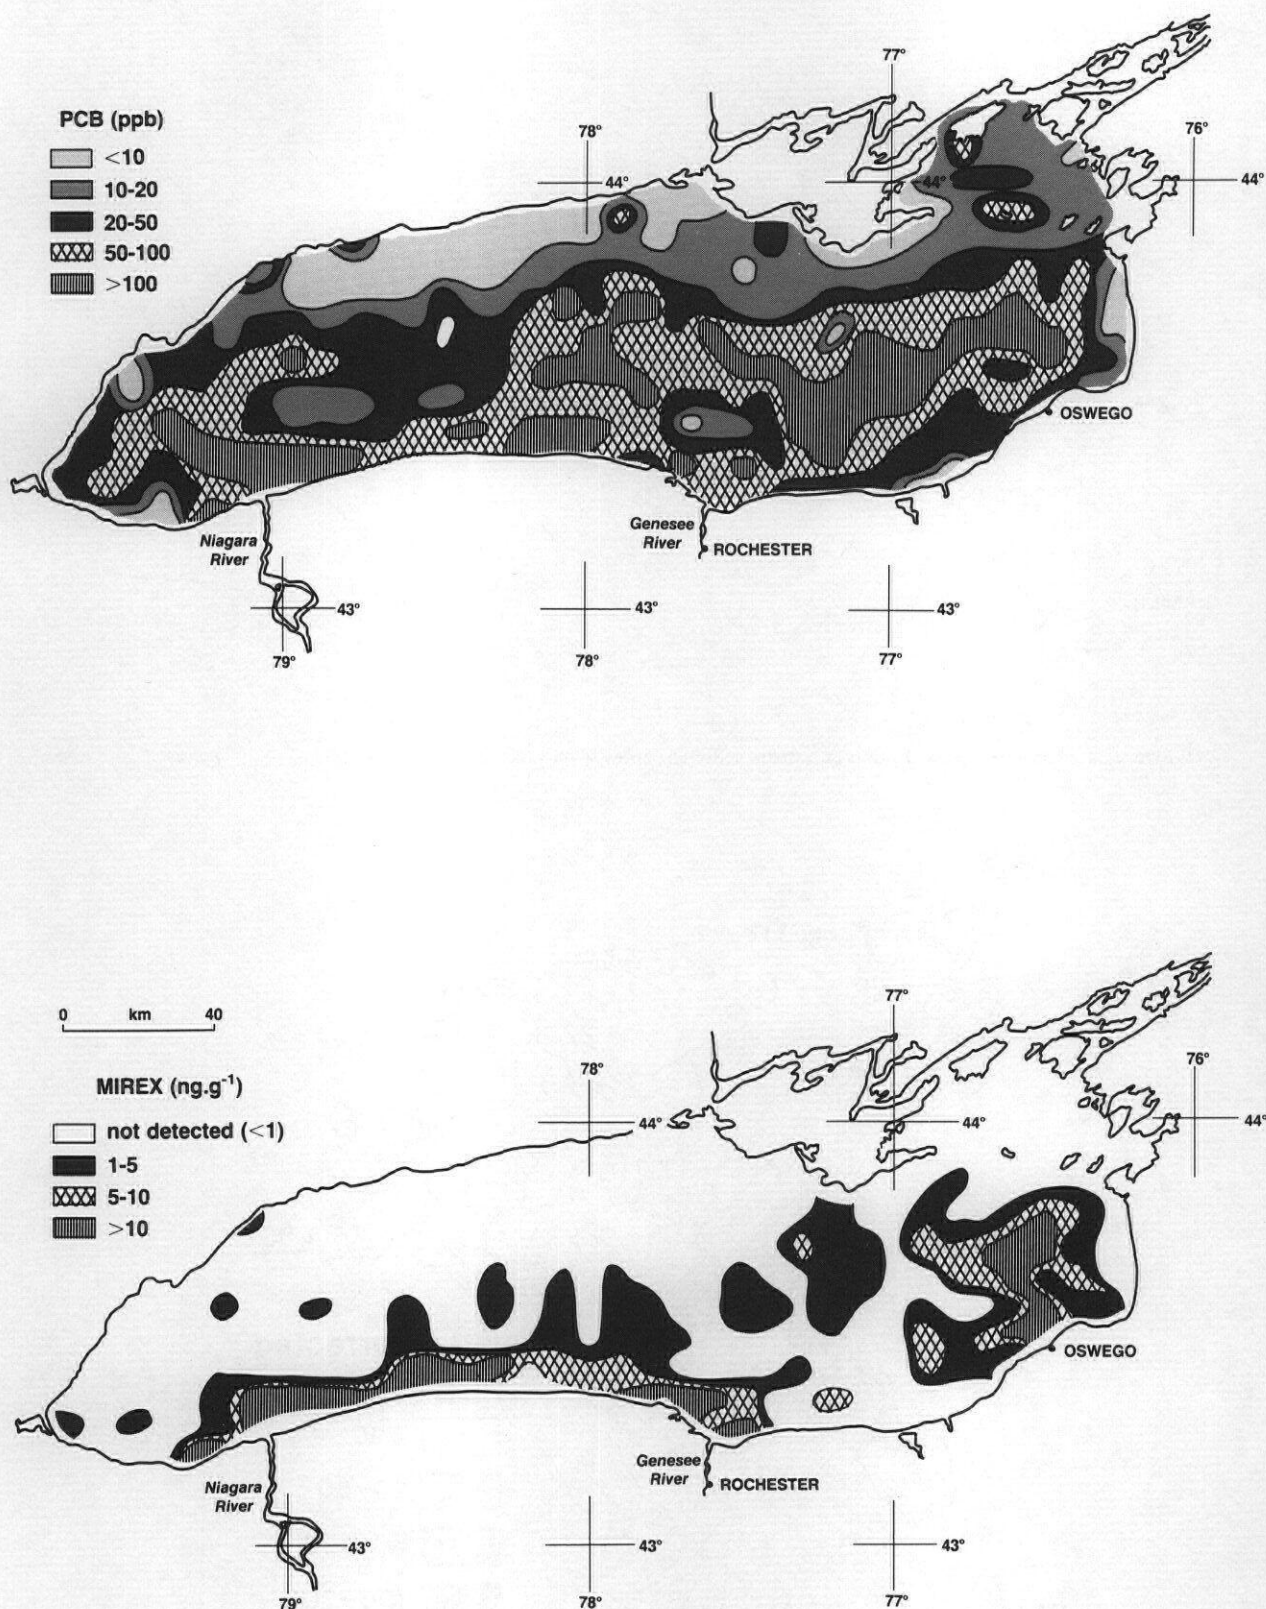 77°
PCB (ppb)
78°
76°
<10
44°
44°
44°
10-20
20-50
50-100
>100
OSWEGO
Niagara
River
Genesee
River
ROCHESTER
43°
43°
43°
79°
78°
77°
0 km 40
77°
MIREX (ng.g⁻¹)
78°
76°
44°
44°
44°
not detected (<1)
1-5
5-10
>10
OSWEGO
Niagara
River
Genesee
River
ROCHESTER
43°
43°
43°
79°
78°
77°